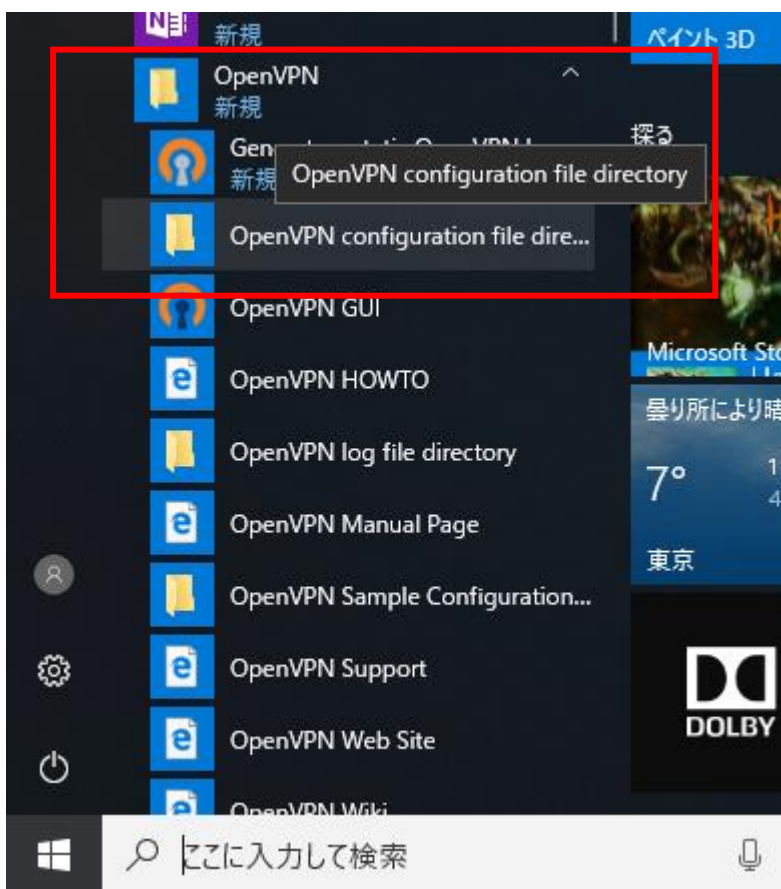 新規
OpenVPN
新規
Gen
新規
OpenVPN configuration file directory
OpenVPN configuration file dire...
OpenVPN GUI
OpenVPN HOWTO
OpenVPN log file directory
OpenVPN Manual Page
OpenVPN Sample Configuration...
OpenVPN Support
OpenVPN Web Site
OpenVPN Wiki
ここに入力して検索
ペイント 3D
探る
Microsoft Sto
曇り所により晴
7°
東京
DOLBY